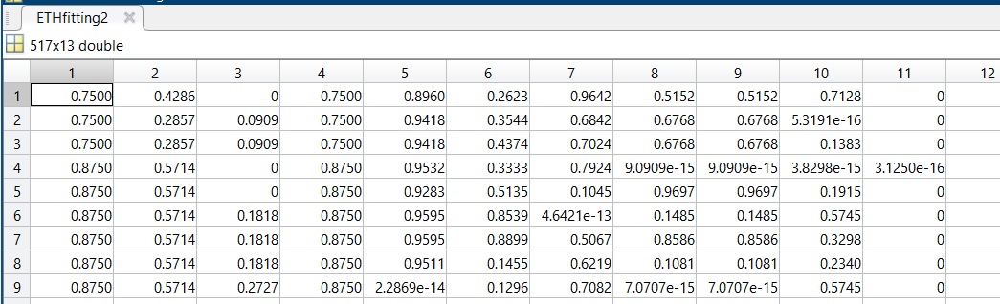 ETHfitting2
517x13 double
1 2 3 4 5 6 7 8 9 10 11 12
1 0.7500 0.4286 0 0.7500 0.8960 0.2623 0.9642 0.5152 0.5152 0.7128 0
2 0.7500 0.2857 0.0909 0.7500 0.9418 0.3544 0.6842 0.6768 0.6768 5.3191e-16 0
3 0.7500 0.2857 0.0909 0.7500 0.9418 0.4374 0.7024 0.6768 0.6768 0.1383 0
4 0.8750 0.5714 0 0.8750 0.9532 0.3333 0.7924 9.0909e-15 9.0909e-15 3.8298e-15 3.1250e-16
5 0.8750 0.5714 0 0.8750 0.9283 0.5135 0.1045 0.9697 0.9697 0.1915 0
6 0.8750 0.5714 0.1818 0.8750 0.9595 0.8539 4.6421e-13 0.1485 0.1485 0.5745 0
7 0.8750 0.5714 0.1818 0.8750 0.9595 0.8899 0.5067 0.8586 0.8586 0.3298 0
8 0.8750 0.5714 0.1818 0.8750 0.9511 0.1455 0.6219 0.1081 0.1081 0.2340 0
9 0.8750 0.5714 0.2727 0.8750 2.2869e-14 0.1296 0.7082 7.0707e-15 7.0707e-15 0.5745 0